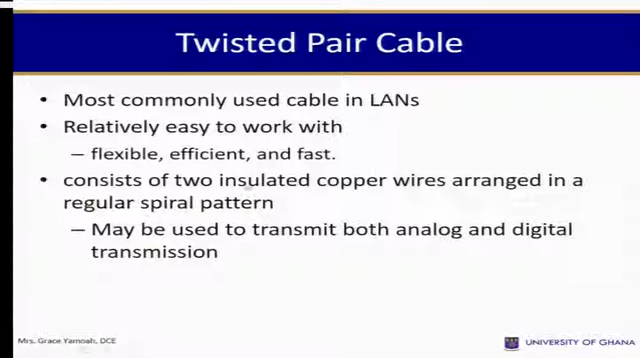 Twisted Pair Cable
• Most commonly used cable in LANs
• Relatively easy to work with
– flexible, efficient, and fast.
• consists of two insulated copper wires arranged in a
regular spiral pattern
– May be used to transmit both analog and digital
transmission
Mrs. Grace Yamoah, DCE
UNIVERSITY OF GHANA